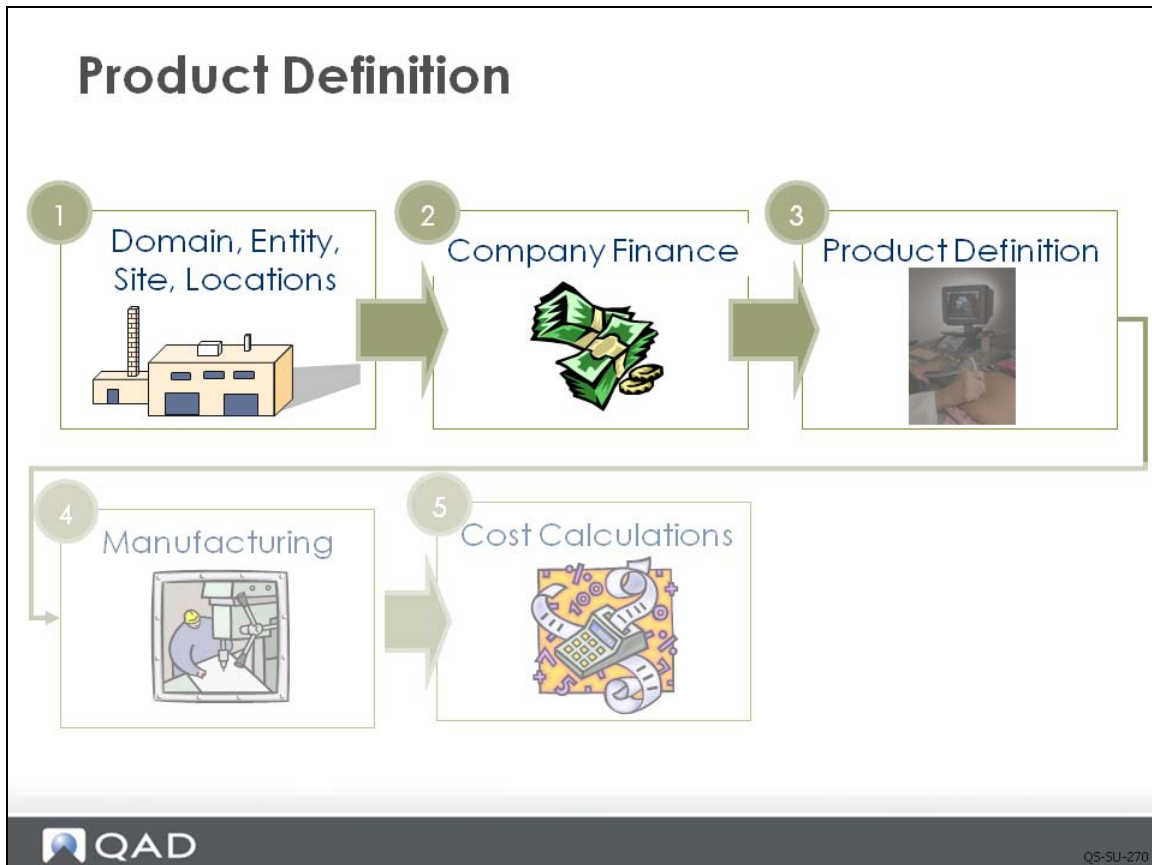 Product Definition
1
Domain, Entity,
Site, Locations
2
Company Finance
3
Product Definition
4
Manufacturing
5
Cost Calculations
QAD
QS-SU-270